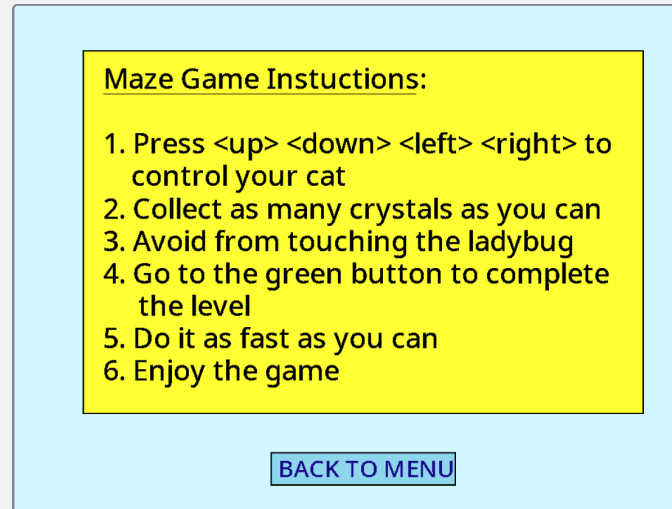 Maze Game Instuctions:
1. Press <up> <down> <left> <right> to
control your cat
2. Collect as many crystals as you can
3. Avoid from touching the ladybug
4. Go to the green button to complete
the level
5. Do it as fast as you can
6. Enjoy the game
BACK TO MENU